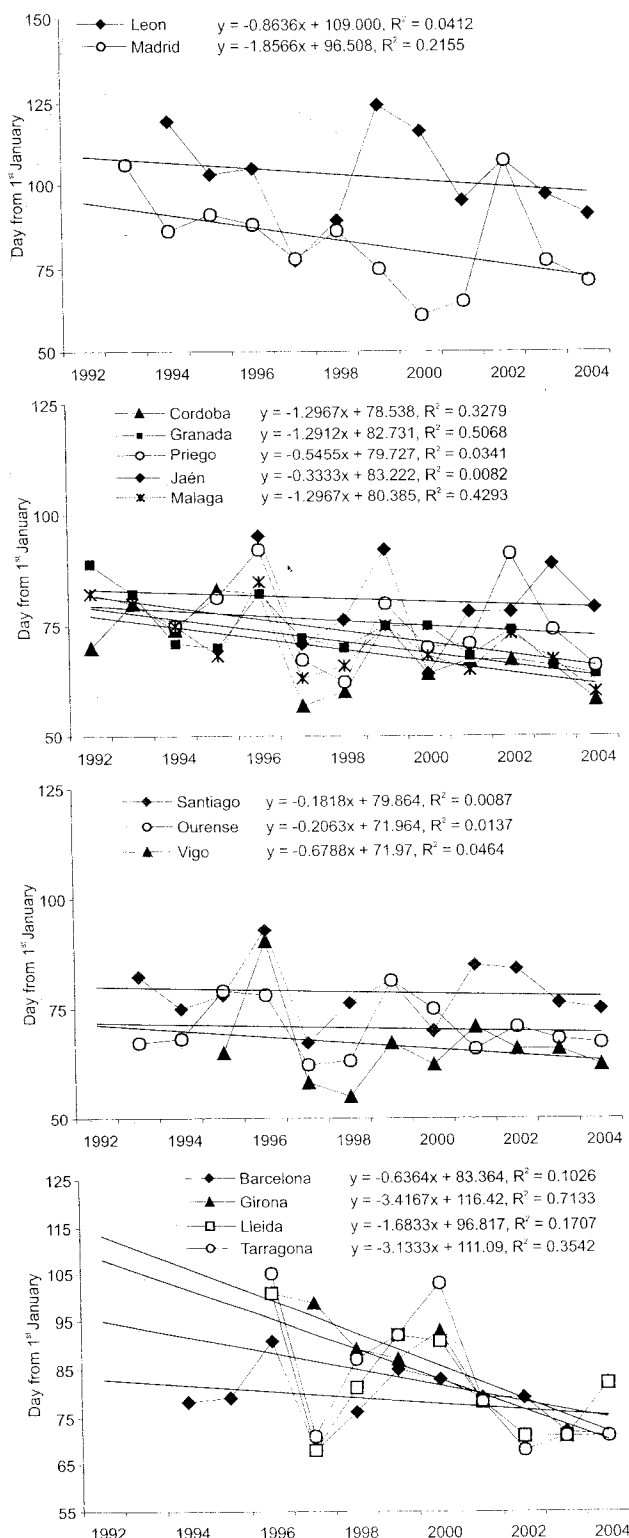 Leon y = -0.8636x + 109.000, R² = 0.0412
Madrid y = -1.8566x + 96.508, R² = 0.2155
Day from 1st January
150
125
100
75
50
1992 1994 1996 1998 2000 2002 2004
Cordoba y = -1.2967x + 78.538, R² = 0.3279
Granada y = -1.2912x + 82.731, R² = 0.5068
Priego y = -0.5455x + 79.727, R² = 0.0341
Jaén y = -0.3333x + 83.222, R² = 0.0082
Malaga y = -1.2967x + 80.385, R² = 0.4293
Day from 1st January
125
100
75
50
1992 1994 1996 1998 2000 2002 2004
Santiago y = -0.1818x + 79.864, R² = 0.0087
Ourense y = -0.2063x + 71.964, R² = 0.0137
Vigo y = -0.6788x + 71.97, R² = 0.0464
Day from 1st January
125
100
75
50
1992 1994 1996 1998 2000 2002 2004
Barcelona y = -0.6364x + 83.364, R² = 0.1026
Girona y = -3.4167x + 116.42, R² = 0.7133
Lleida y = -1.6833x + 96.817, R² = 0.1707
Tarragona y = -3.1333x + 111.09, R² = 0.3542
Day from 1st January
125
115
105
95
85
75
65
55
1992 1994 1996 1998 2000 2002 2004